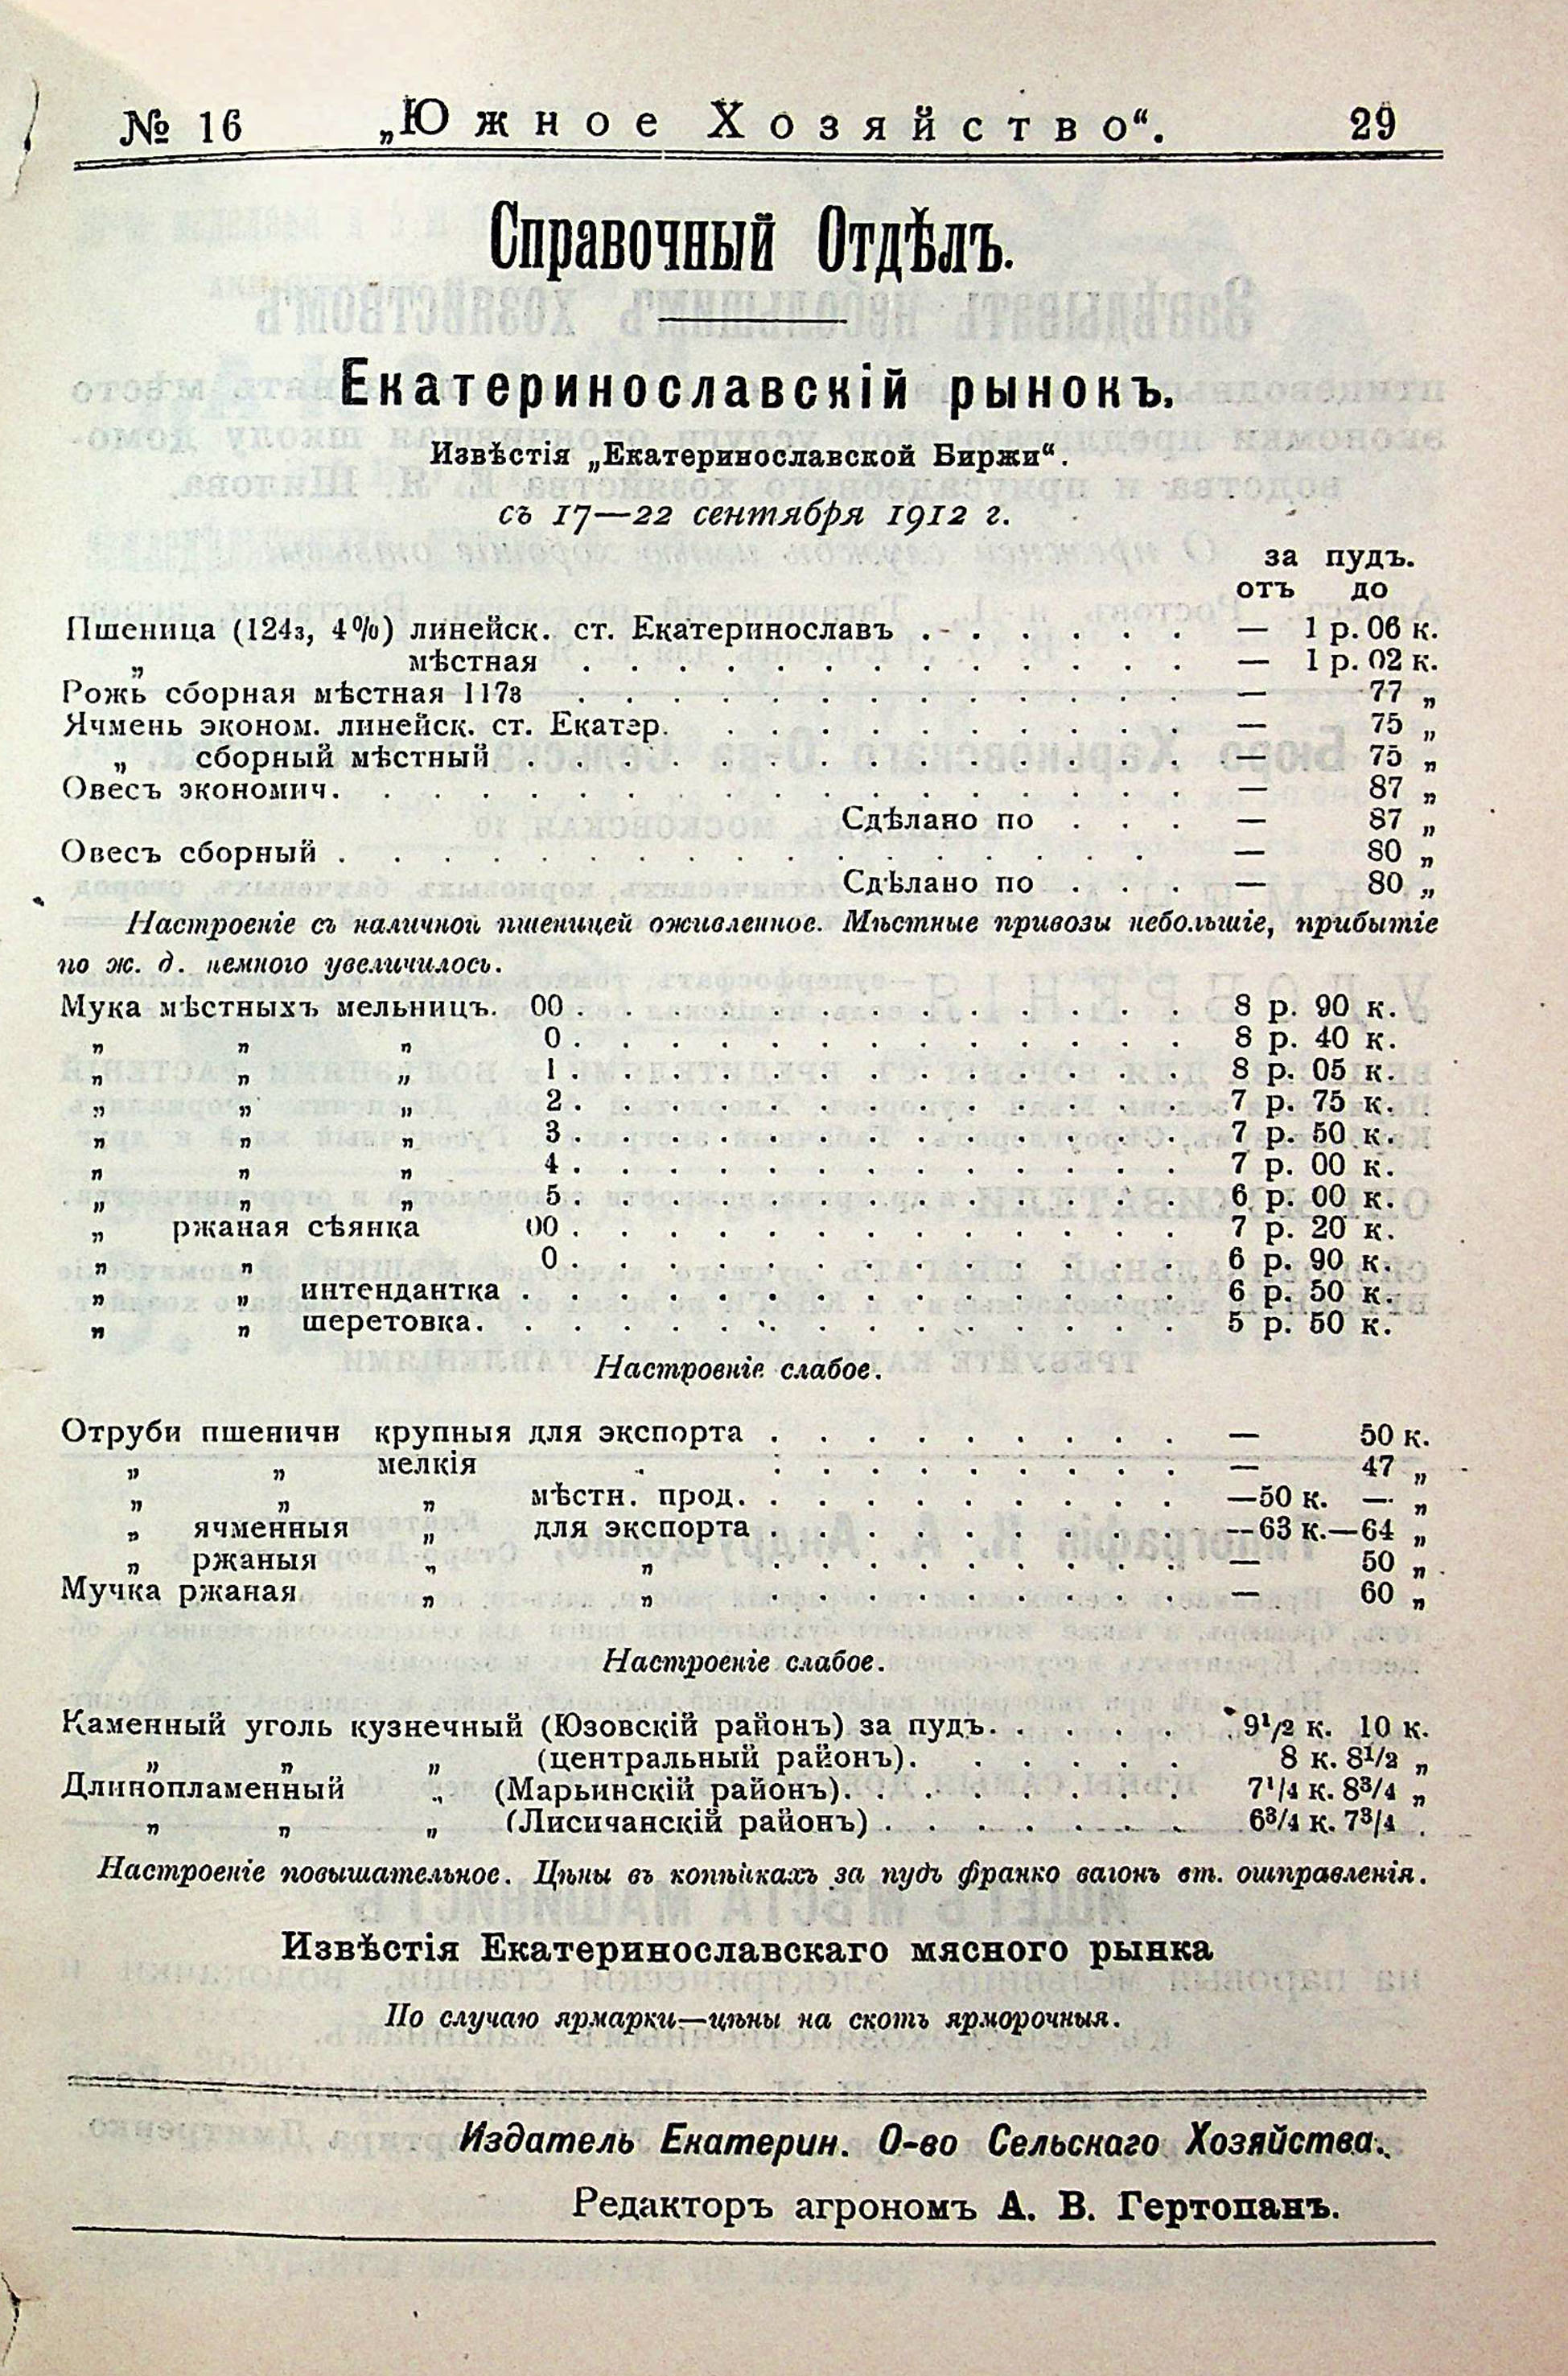 № 16 „Южное Хозяйство“. 29
Справочный Отдѣлъ.
Екатеринославскій рынокъ.
Извѣстія „Екатеринославской Биржи“.
съ 17—22 сентября 1912 г.
за пудъ.
отъ до
Пшеница (124з, 4%) линейск. ст. Екатеринославъ . . . . . . — 1 р. 06 к.
„ мѣстная . . . . . . . . . . . . . — 1 р. 02 к.
Рожь сборная мѣстная 117з . . . . . . . . . . . . . — 77 „
Ячмень эконом. линейск. ст. Екатер. . . . . . . . . . . — 75 „
„ сборный мѣстный . . . . . . . . . . . . . . — 75 „
Овесъ экономич. . . . . . . . . . . . . . . . . . — 87 „
Сдѣлано по . . . — 87 „
Овесъ сборный . . . . . . . . . . . . . . . . . — 80 „
Сдѣлано по . . . — 80 „
Настроеніе съ наличной пшеницей оживленное. Мѣстные привозы небольшіе, прибытіе
по ж. д. немного увеличилось.
Мука мѣстныхъ мельницъ. 00 . . . . . . . . . . . . . 8 р. 90 к.
„ „ „ 0 . . . . . . . . . . . . . 8 р. 40 к.
„ „ „ 1 . . . . . . . . . . . . . 8 р. 05 к.
„ „ „ 2 . . . . . . . . . . . . . 7 р. 75 к.
„ „ „ 3 . . . . . . . . . . . . . 7 р. 50 к.
„ „ „ 4 . . . . . . . . . . . . . 7 р. 00 к.
„ „ „ 5 . . . . . . . . . . . . . 6 р. 00 к.
„ ржаная сѣянка 00 . . . . . . . . . . . . . 7 р. 20 к.
„ „ 0 . . . . . . . . . . . . . 6 р. 90 к.
„ „ интендантка . . . . . . . . . . . . . . 6 р. 50 к.
„ „ шеретовка. . . . . . . . . . . . . . . 5 р. 50 к.
Настровніе слабое.
Отруби пшеничн крупныя для экспорта . . . . . . . . . — 50 к.
„ „ мелкія . . . . . . . . . — 47 „
„ „ „ мѣстн. прод. . . . . . . . . . —50 к. — „
„ ячменныя „ для экспорта . . . . . . . . . —63 к.—64 „
„ ржаныя „ „ . . . . . . . . . — 50 „
Мучка ржаная „ „ . . . . . . . . . — 60 „
Настроеніе слабое.
Каменный уголь кузнечный (Юзовскій районъ) за пудъ. . . . . 9½ к. 10 к.
„ „ „ (центральный районъ). . . . . . 8 к. 8½ „
Длинопламенный „ (Марьинскій районъ). . . . . . . . 7¼ к. 8¾ „
„ „ „ (Лисичанскій районъ) . . . . . . . 6¾ к. 7¾ .
Настроеніе повышательное. Цѣны въ копѣйкахъ за пудъ франко вагонъ вт. ошправленія.
Извѣстія Екатеринославскаго мясного рынка
По случаю ярмарки—цѣны на скотъ ярморочныя.
Издатель Екатерин. О-во Сельскаго Хозяйства.
Редакторъ агрономъ А. В. Гертопанъ.